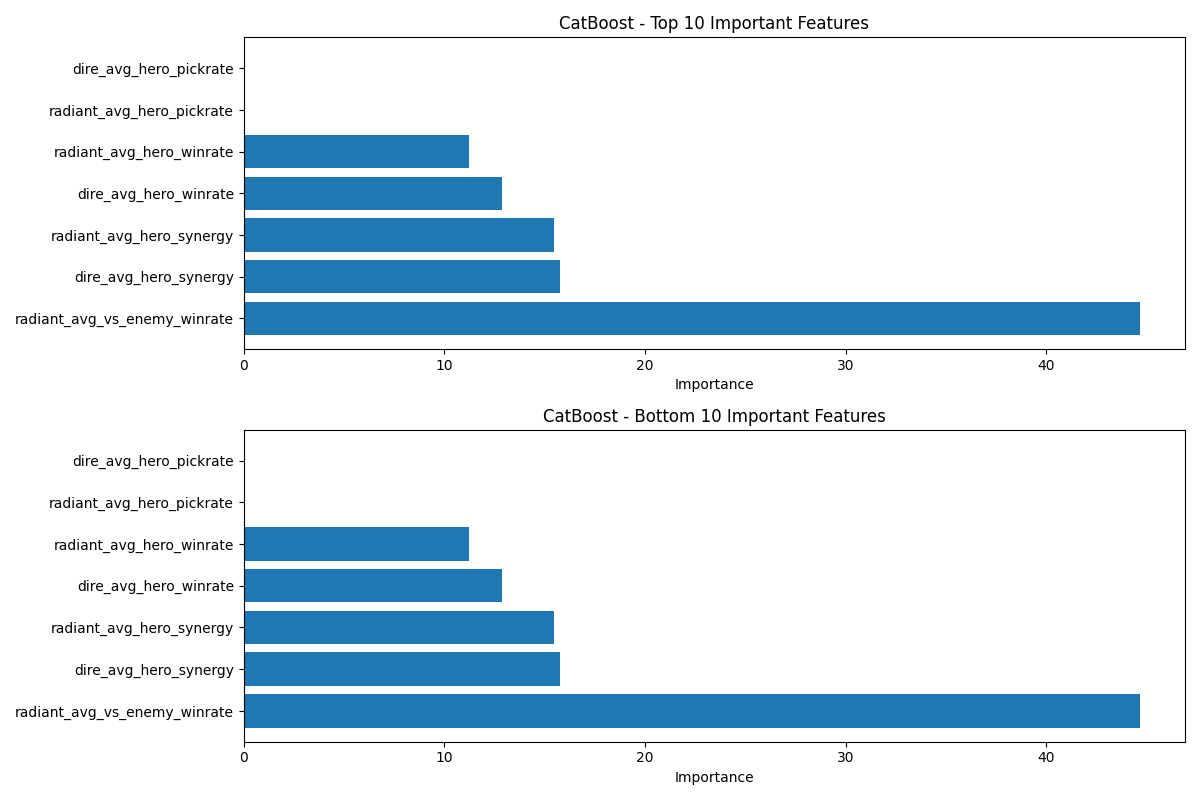 CatBoost - Top 10 Important Features
dire_avg_hero_pickrate
radiant_avg_hero_pickrate
radiant_avg_hero_winrate
dire_avg_hero_winrate
radiant_avg_hero_synergy
dire_avg_hero_synergy
radiant_avg_vs_enemy_winrate
0 10 20 30 40
Importance
CatBoost - Bottom 10 Important Features
dire_avg_hero_pickrate
radiant_avg_hero_pickrate
radiant_avg_hero_winrate
dire_avg_hero_winrate
radiant_avg_hero_synergy
dire_avg_hero_synergy
radiant_avg_vs_enemy_winrate
0 10 20 30 40
Importance